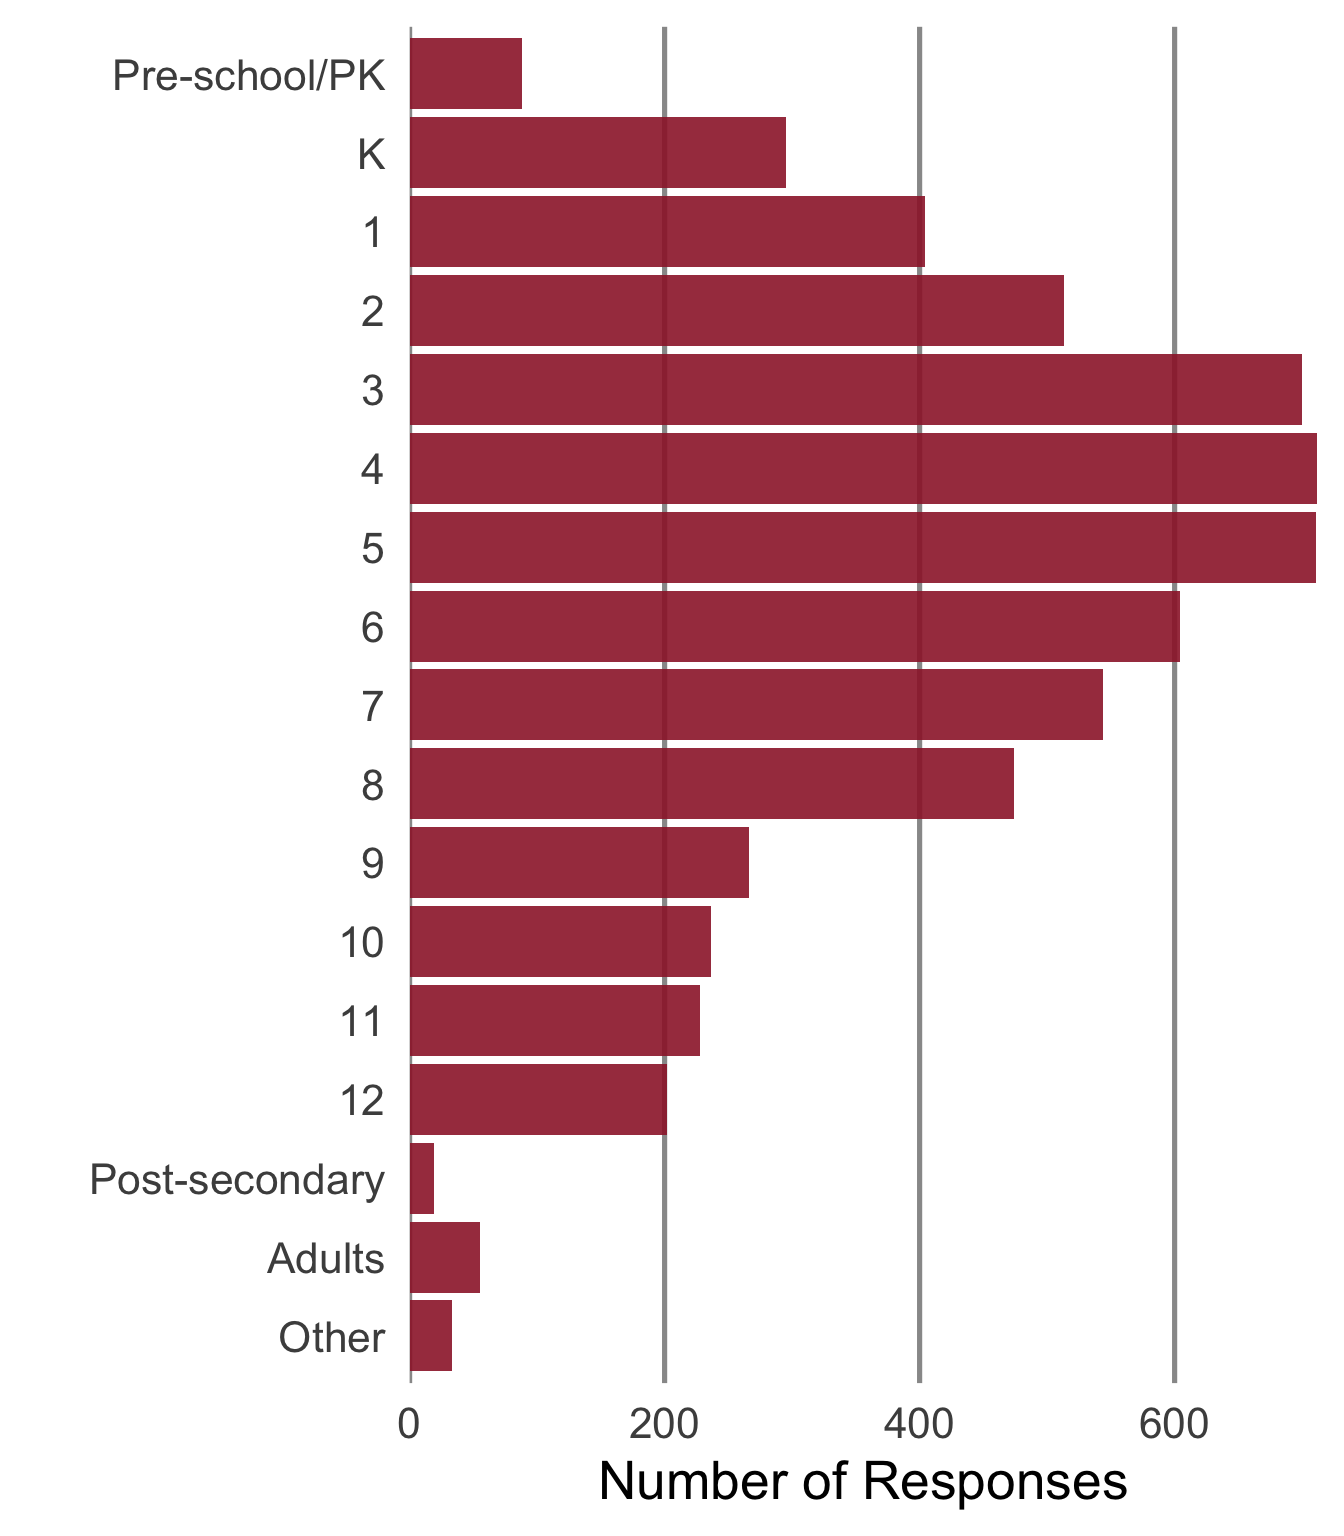 Pre-school/PK
K
1
2
3
4
5
6
7
8
9
10
11
12
Post-secondary
Adults
Other
0 200 400 600
Number of Responses